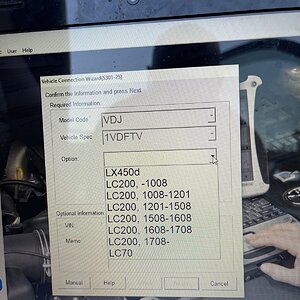 User Help
Vehicle Connection Wizard(S301-25)
Confirm the information and press Next.
Required Information:
Model Code VDJ
Vehicle Spec 1VDFTV
Option:
LX450d
LC200, -1008
LC200, 1008-1201
LC200, 1201-1508
LC200, 1508-1608
LC200, 1608-1708
LC200, 1708-
LC70
Optional information
VIN:
Memo:
Manual Help Cancel